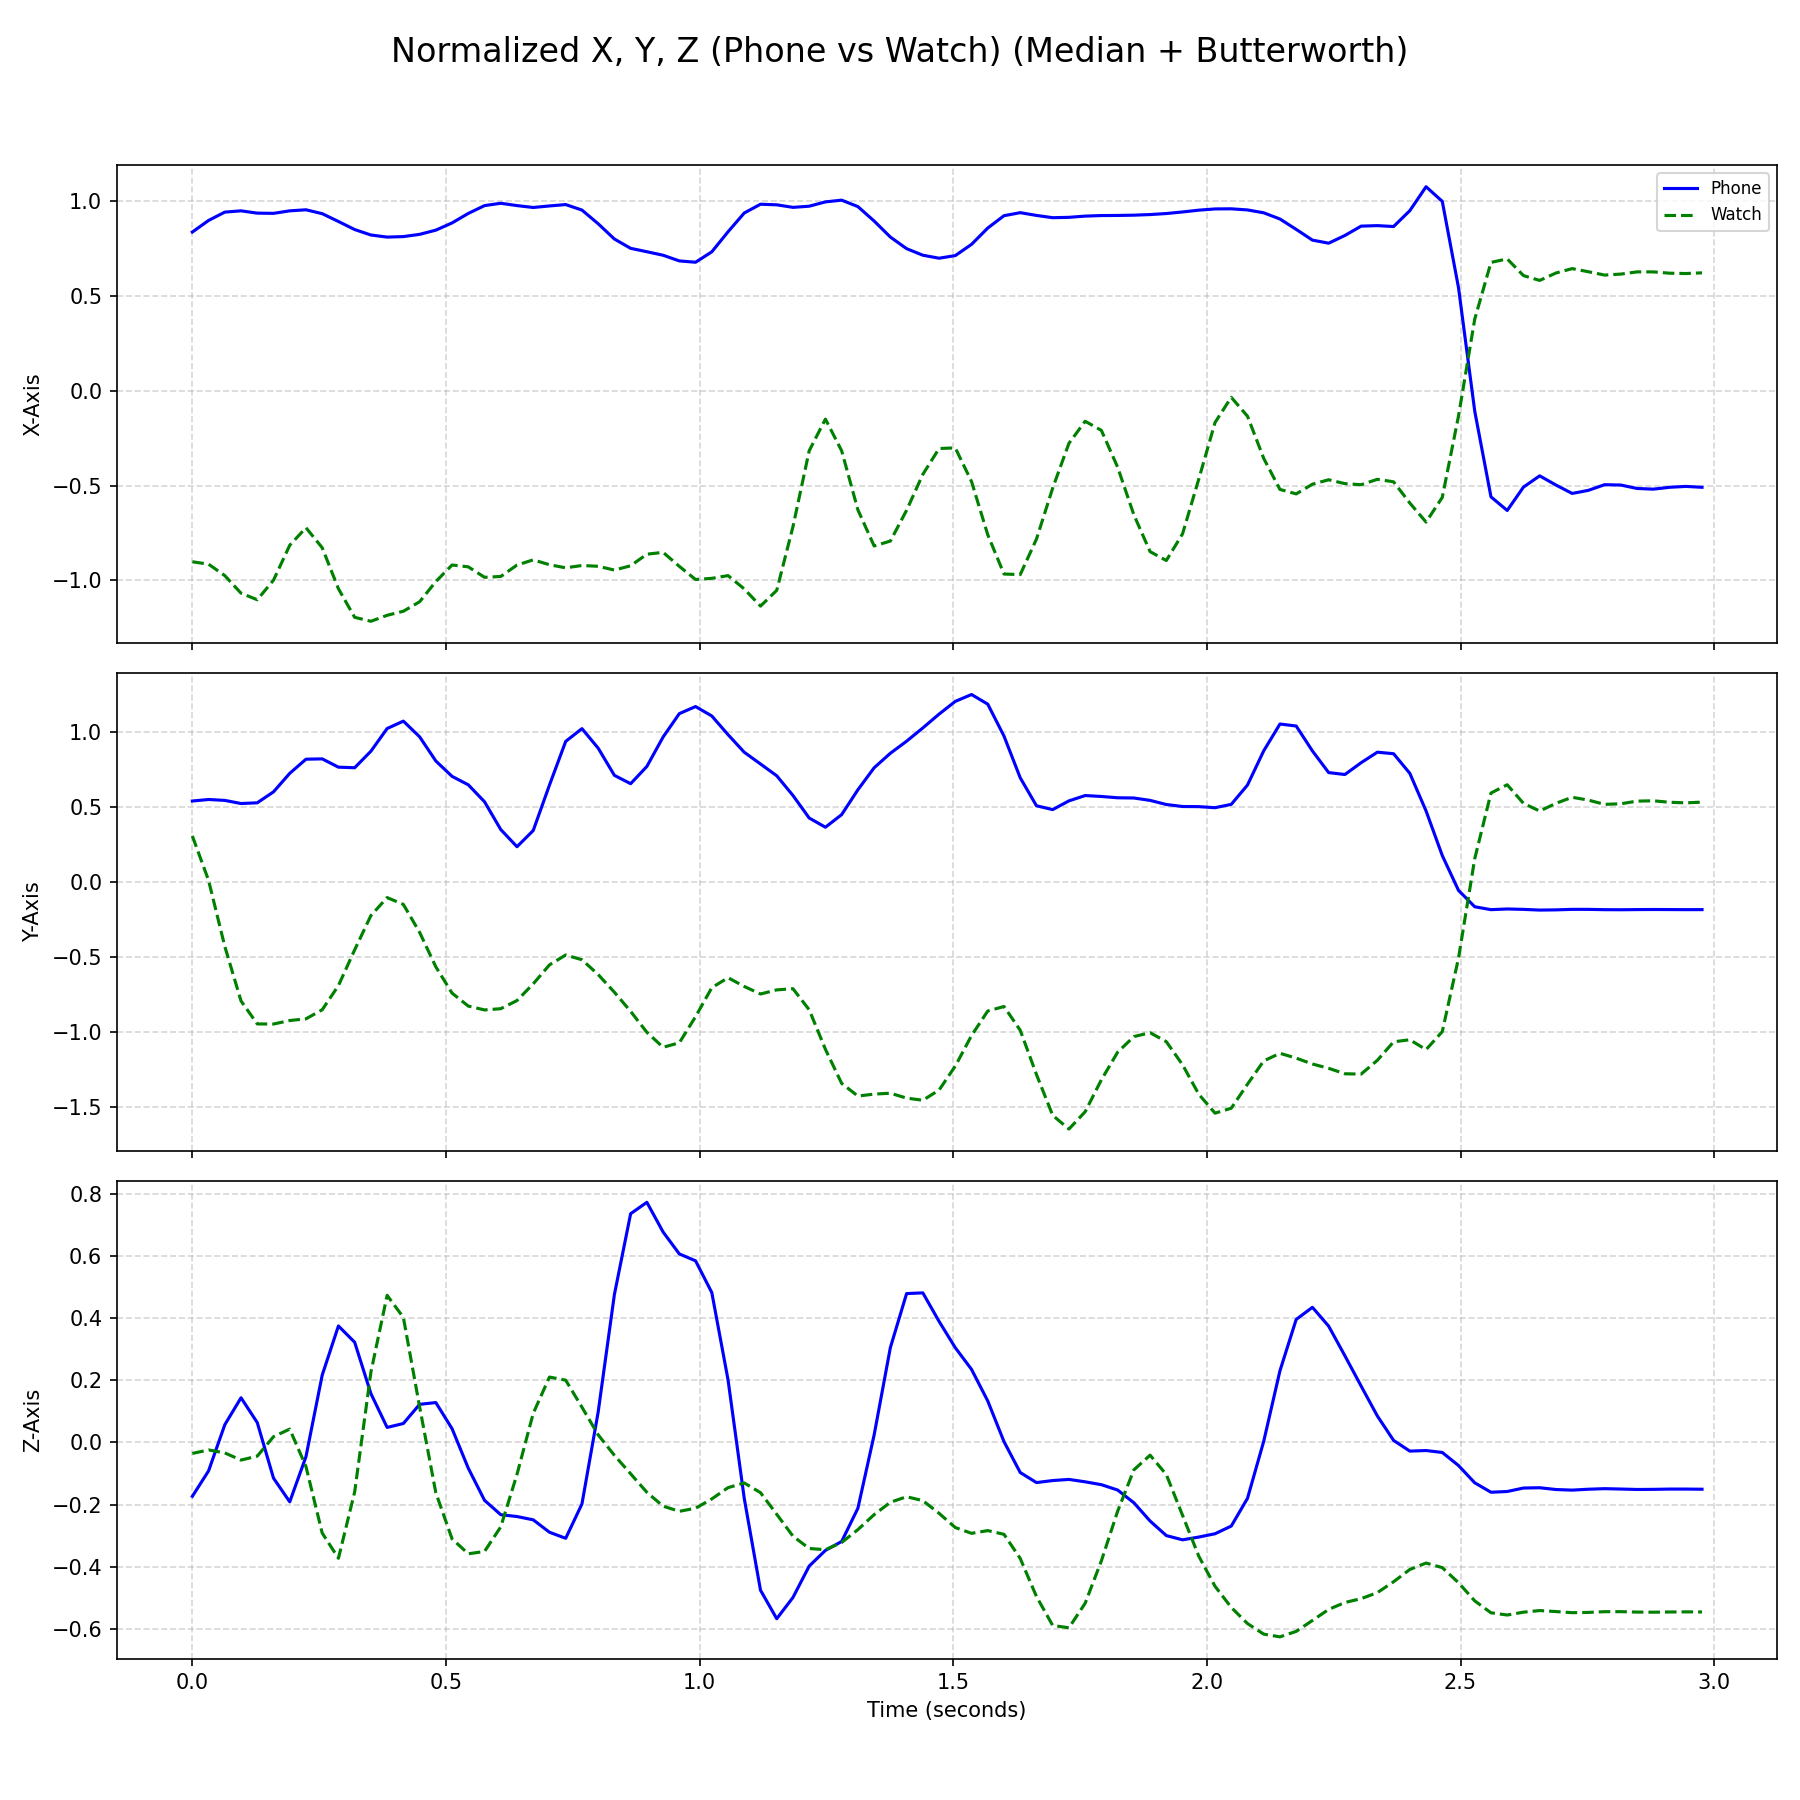 Normalized X, Y, Z (Phone vs Watch) (Median + Butterworth)
Phone
Watch
1.0
0.5
0.0
−0.5
−1.0
X-Axis
1.0
0.5
0.0
−0.5
−1.0
−1.5
Y-Axis
0.8
0.6
0.4
0.2
0.0
−0.2
−0.4
−0.6
Z-Axis
0.0 0.5 1.0 1.5 2.0 2.5 3.0
Time (seconds)